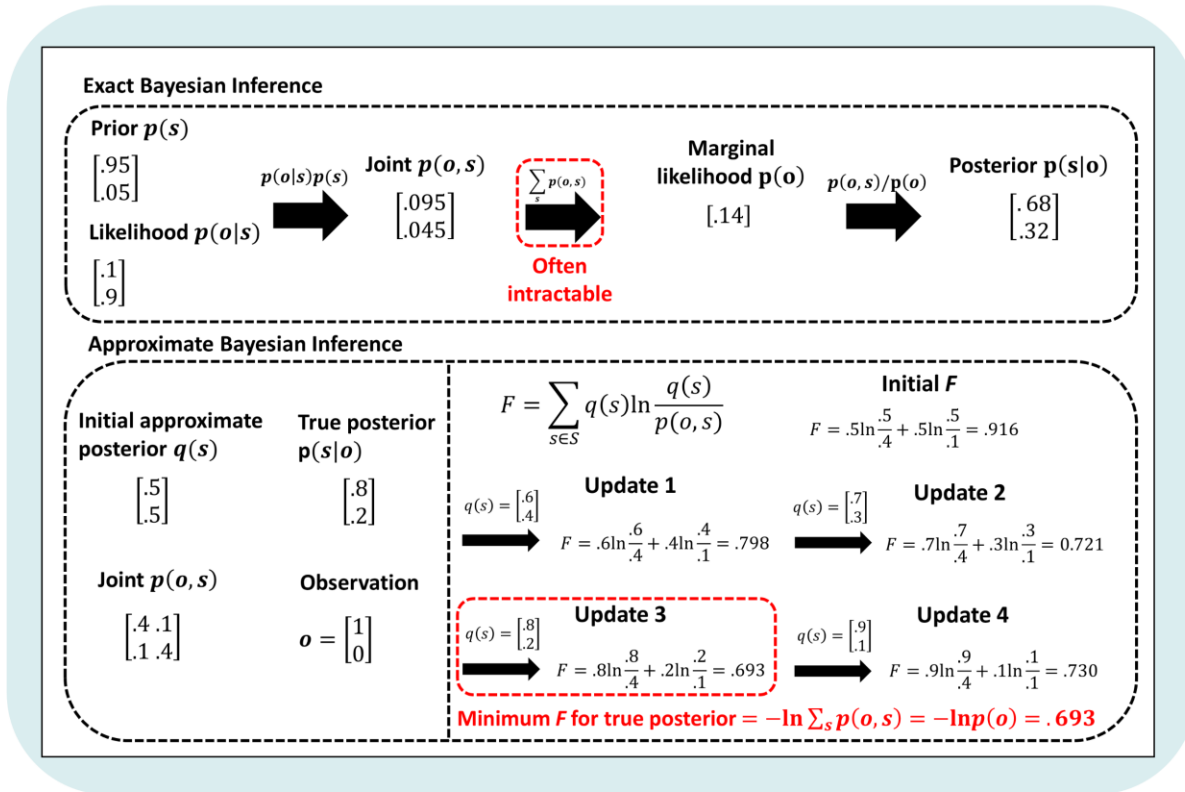 Exact Bayesian Inference
Prior p(s)
[.95
.05]
Likelihood p(o|s)
[.1
.9]
p(o|s)p(s)
Joint p(o, s)
[.095
.045]
∑ₛ p(o, s)
Often
intractable
Marginal
likelihood p(o)
[.14]
p(o, s)/p(o)
Posterior p(s|o)
[.68
.32]
Approximate Bayesian Inference
Initial approximate
posterior q(s)
[.5
.5]
True posterior
p(s|o)
[.8
.2]
Joint p(o, s)
[.4 .1
.1 .4]
Observation
o = [1
0]
F = ∑_{s∈S} q(s)ln q(s)/p(o, s)
Initial F
F = .5ln .5/.4 + .5ln .5/.1 = .916
Update 1
q(s) = [.6
.4]
F = .6ln .6/.4 + .4ln .4/.1 = .798
Update 2
q(s) = [.7
.3]
F = .7ln .7/.4 + .3ln .3/.1 = 0.721
Update 3
q(s) = [.8
.2]
F = .8ln .8/.4 + .2ln .2/.1 = .693
Update 4
q(s) = [.9
.1]
F = .9ln .9/.4 + .1ln .1/.1 = .730
Minimum F for true posterior = −ln ∑ₛ p(o, s) = −lnp(o) = .693